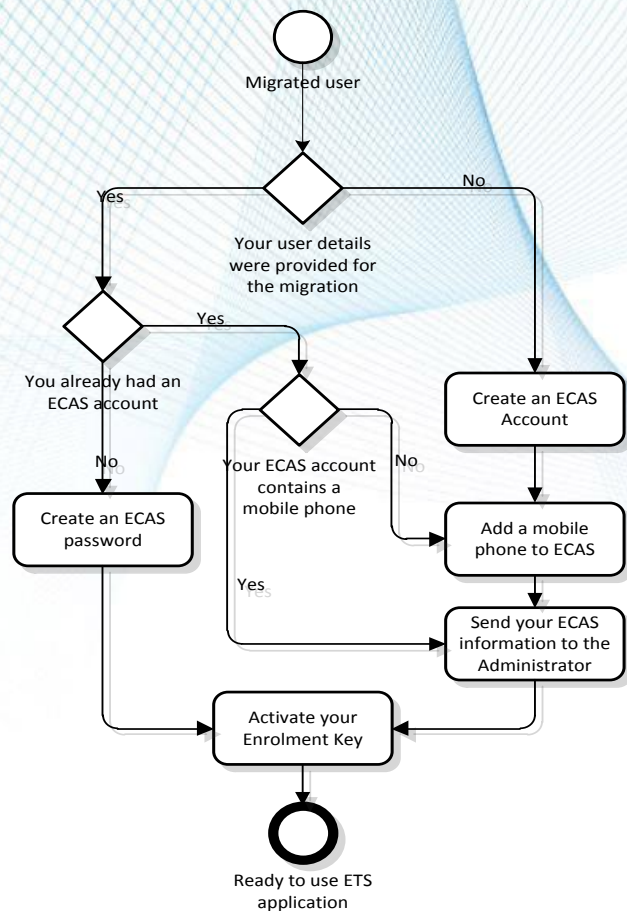 Migrated user
Yes
No
Your user details
were provided for
the migration
Yes
You already had an
ECAS account
Create an ECAS
Account
No
Your ECAS account
contains a
mobile phone
No
Create an ECAS
password
Add a mobile
phone to ECAS
Yes
Send your ECAS
information to the
Administrator
Activate your
Enrolment Key
Ready to use ETS
application